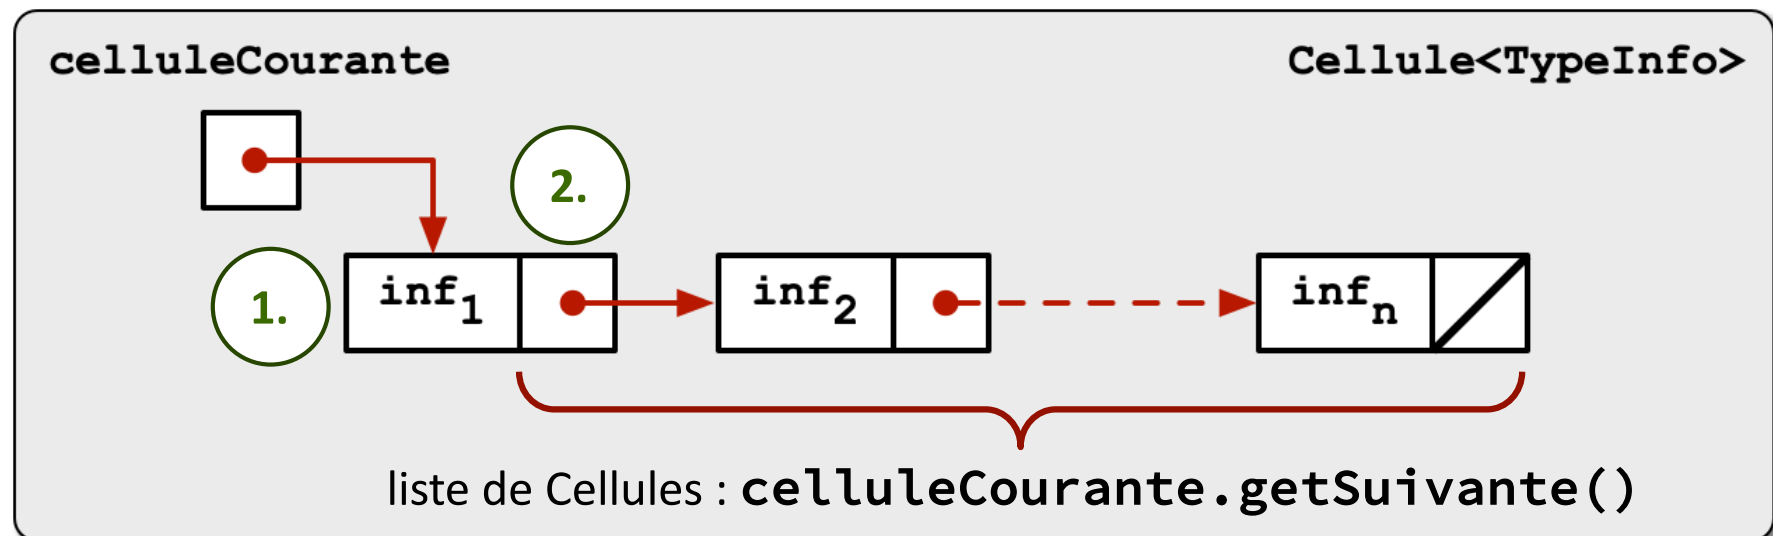 celluleCourante
Cellule<TypeInfo>
2.
1.
inf1
inf2
infn
liste de Cellules : celluleCourante.getSuivante()